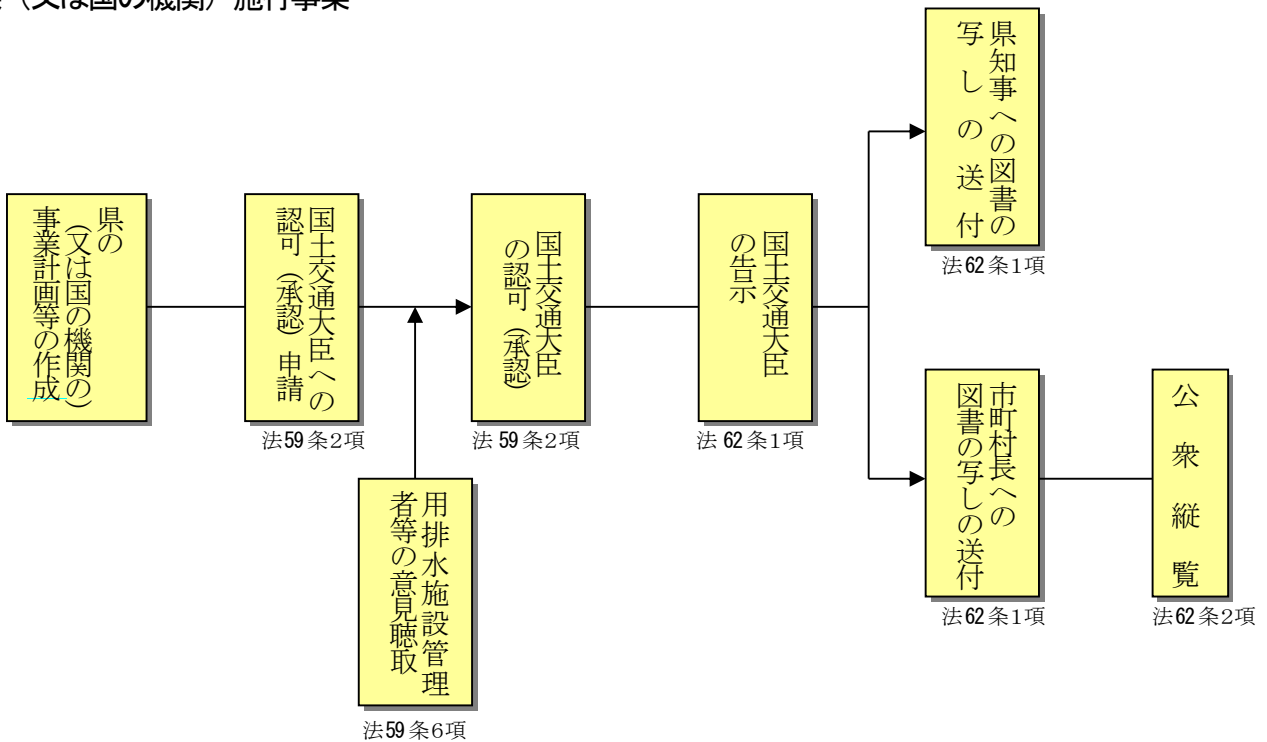 （又は国の機関）施行事業
県の
（又は国の機関の）
事業計画等の作成
国土交通大臣への
認可（承認）申請
法59条2項
用排水施設管理
者等の意見聴取
法59条6項
国土交通大臣
の認可（承認）
法59条2項
国土交通大臣
の告示
法62条1項
県知事への図書の
写しの送付
法62条1項
市町村長への
図書の写しの送付
法62条1項
公衆縦覧
法62条2項